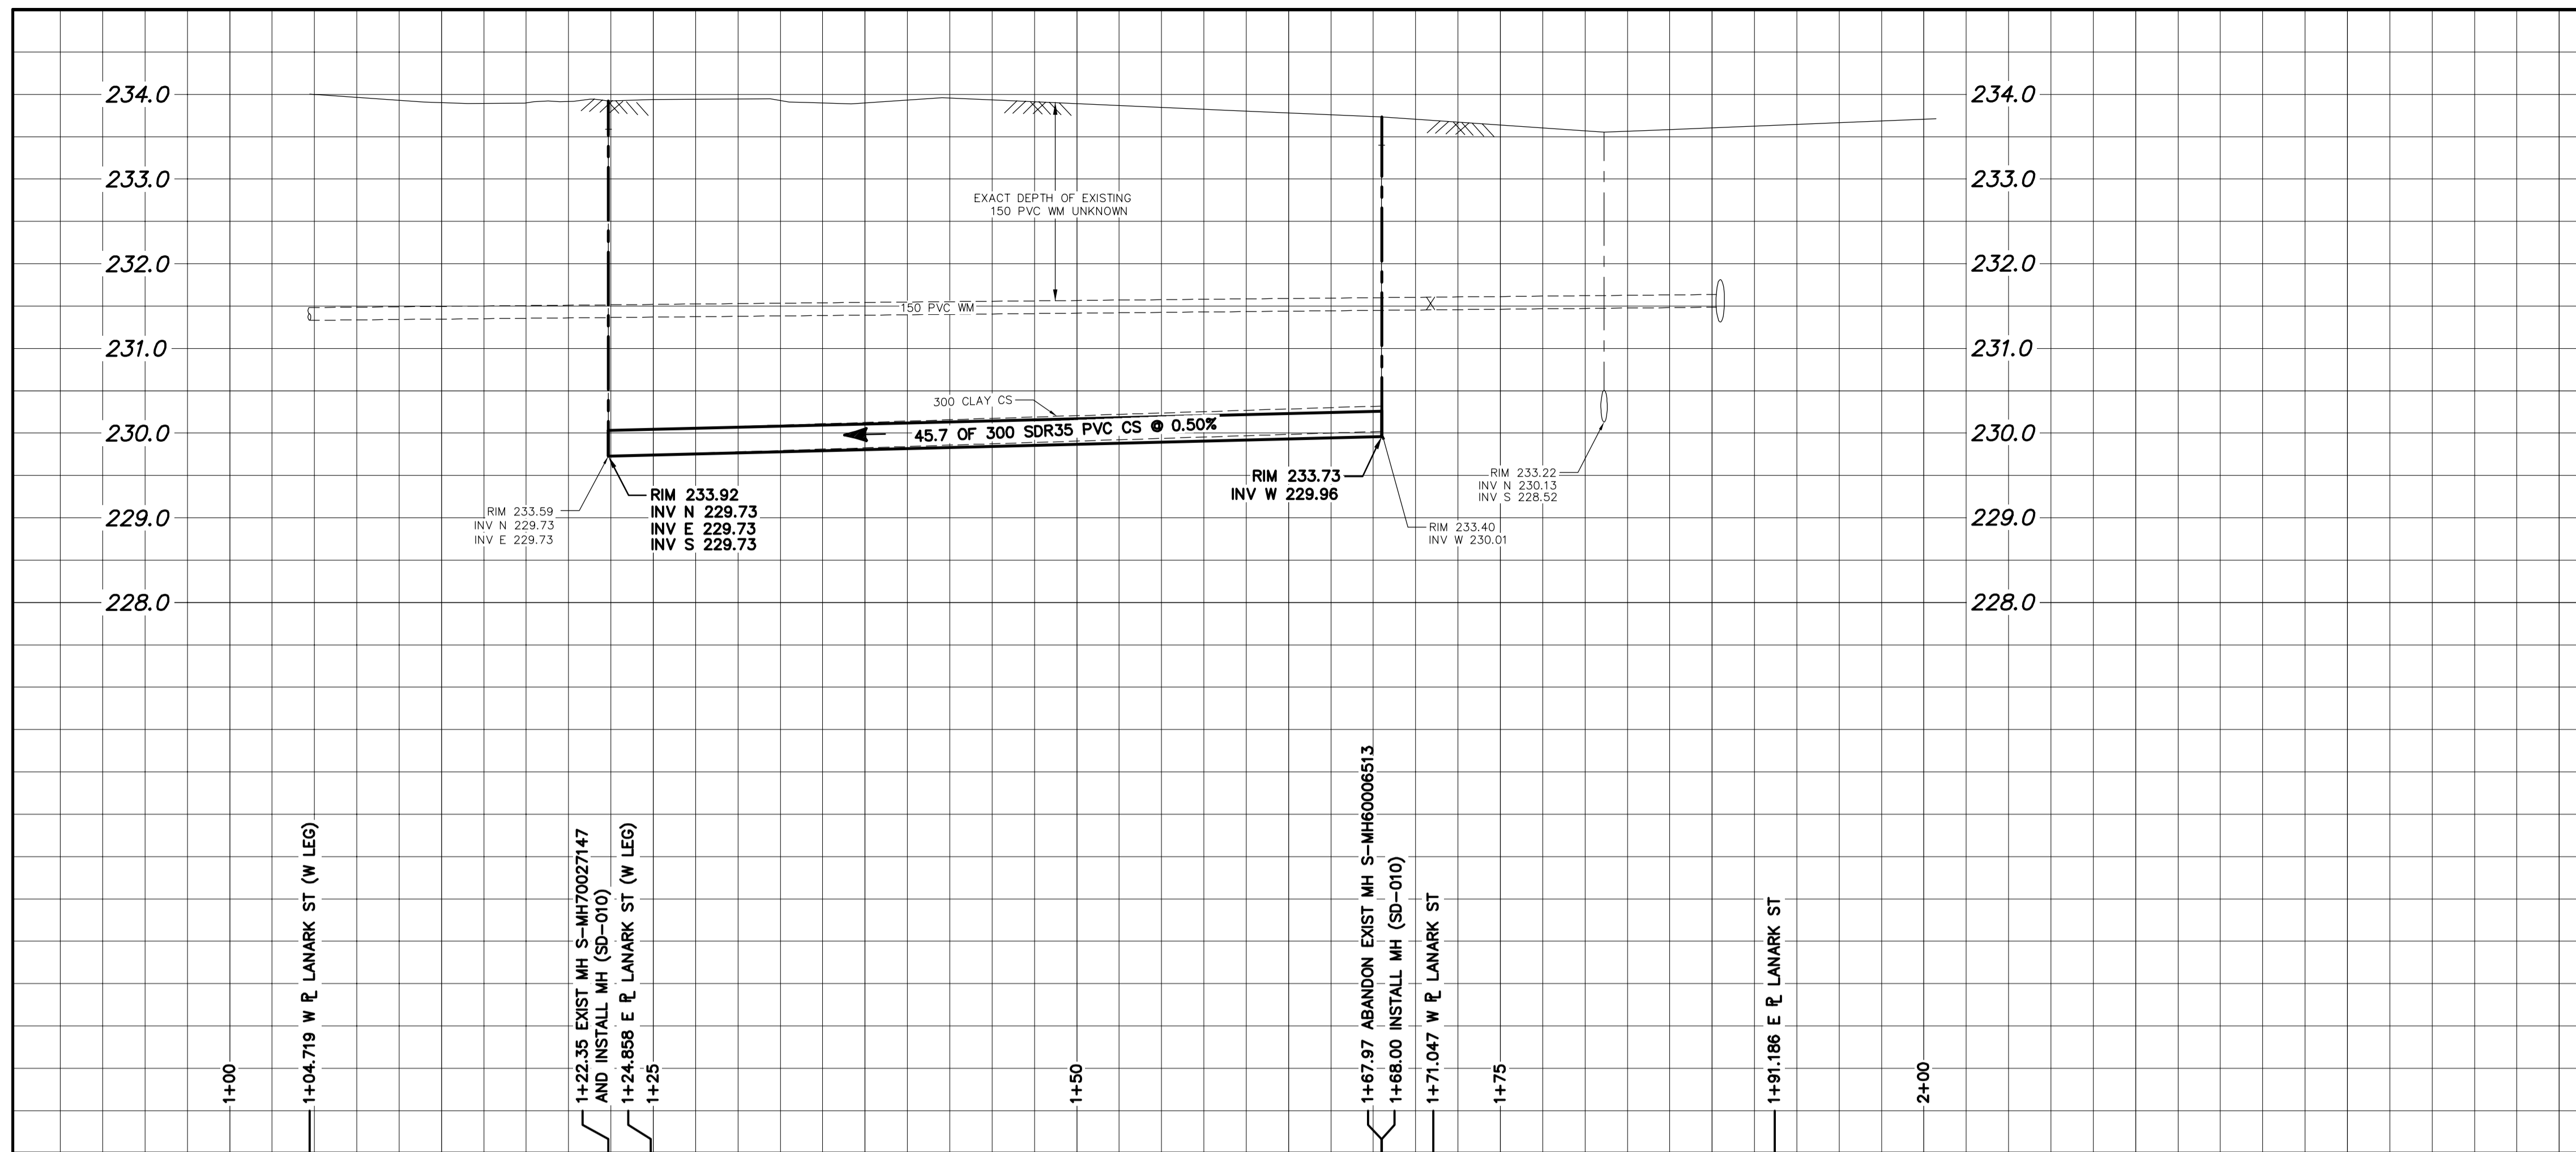 234.0
234.0
233.0
233.0
EXACT DEPTH OF EXISTING
150 PVC WM UNKNOWN
232.0
232.0
150 PVC WM
231.0
231.0
300 CLAY CS
230.0
230.0
45.7 OF 300 SDR35 PVC CS @ 0.50%
RIM 233.59
INV N 229.73
INV E 229.73
RIM 233.92
INV N 229.73
INV E 229.73
INV S 229.73
RIM 233.73
INV W 229.96
RIM 233.40
INV W 230.01
RIM 233.22
INV N 230.13
INV S 228.52
229.0
229.0
228.0
228.0
1+00
1+04.719 W PL LANARK ST (W LEG)
1+22.35 EXIST MH S-MH70027147
AND INSTALL MH (SD-010)
1+24.858 E PL LANARK ST (W LEG)
1+25
1+50
1+67.97 ABANDON EXIST MH S-MH60006513
1+68.00 INSTALL MH (SD-010)
1+71.047 W PL LANARK ST
1+75
1+91.186 E PL LANARK ST
2+00